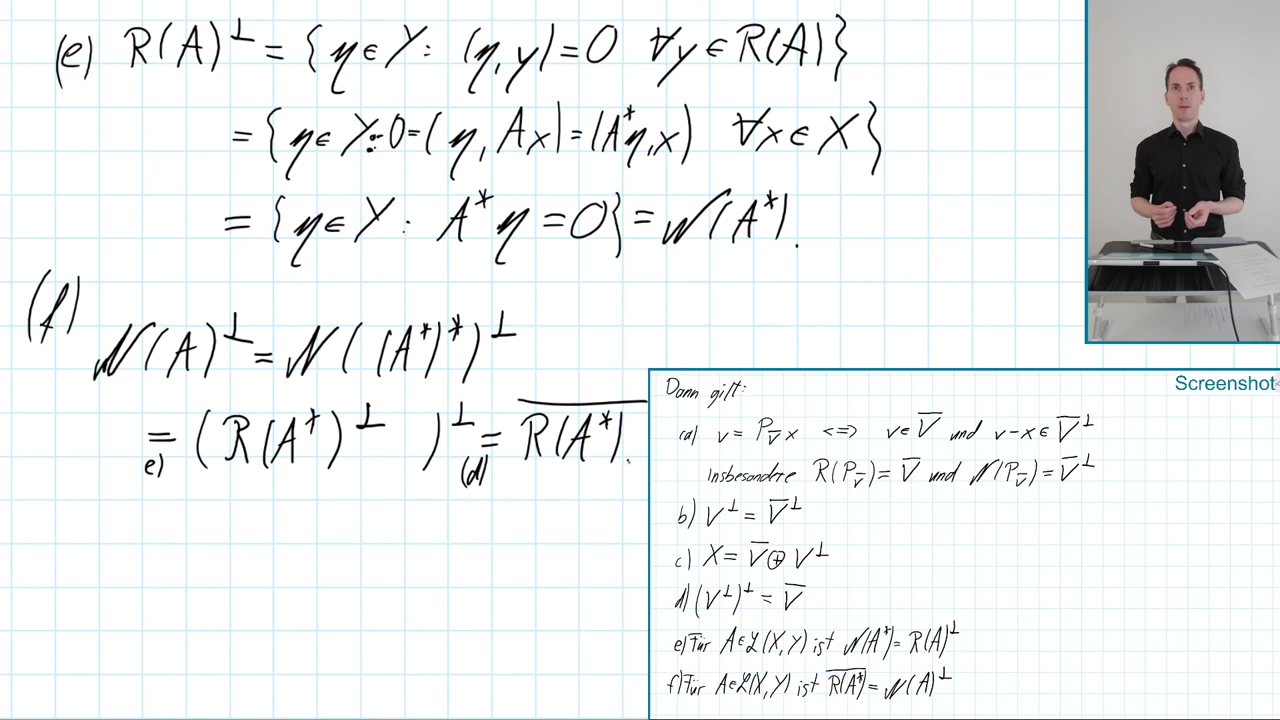 (e) R(A)^⊥ = {η ∈ Y : (η, y) = 0 ∀y ∈ R(A)}
= {η ∈ Y : 0 = (η, Ax) = (A*η, x) ∀x ∈ X}
= {η ∈ Y : A*η = 0} = N(A*).
(f)
N(A)^⊥ = N((A*)*)^⊥
=_{e)} (R(A*)^⊥)^⊥ =_{(d)} \overline{R(A*)}.
Screenshot
Dann gilt:
(a) v = P_{\overline{V}} x <=> v ∈ \overline{V} und v-x ∈ \overline{V}^⊥
Insbesondere R(P_{\overline{V}}) = \overline{V} und N(P_{\overline{V}}) = \overline{V}^⊥
b) V^⊥ = \overline{V}^⊥
c) X = \overline{V} ⊕ V^⊥
d) (V^⊥)^⊥ = \overline{V}
e) Für A ∈ L(X,Y) ist N(A*) = R(A)^⊥
f) Für A ∈ L(X,Y) ist \overline{R(A*)} = N(A)^⊥